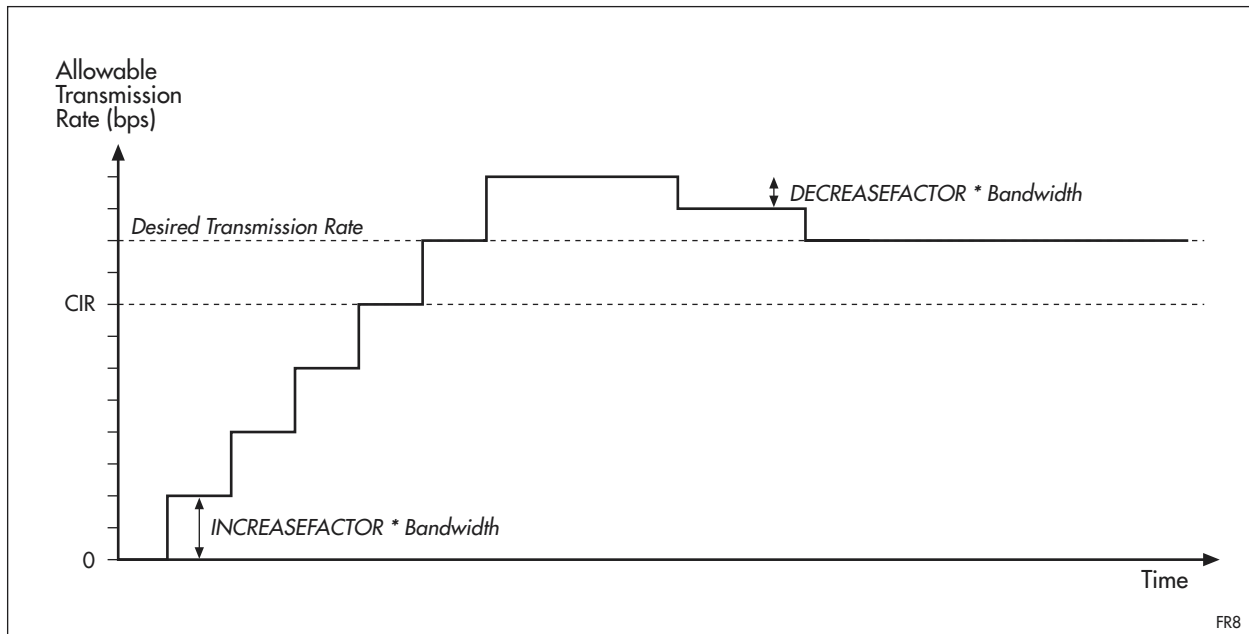 Allowable
Transmission
Rate (bps)
DECREASEFACTOR * Bandwidth
Desired Transmission Rate
CIR
INCREASEFACTOR * Bandwidth
0
Time
FR8